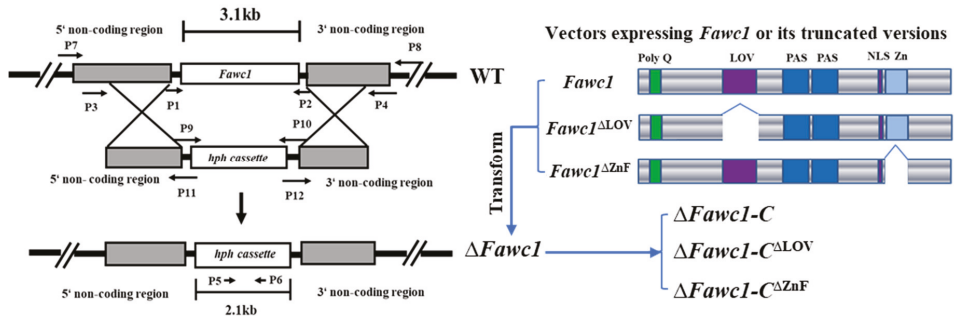 3.1kb
5' non-coding region
3' non-coding region
P7
P8
Fawc1
WT
P3
P1
P2
P4
P9
P10
hph cassette
5' non- coding region
3' non-coding region
P11
P12
hph cassette
P5
P6
5' non-coding region
3' non-coding region
2.1kb
Vectors expressing Fawc1 or its truncated versions
Poly Q
LOV
PAS
PAS
NLS
Zn
Fawc1
Fawc1ΔLOV
Fawc1ΔZnF
Transform
ΔFawc1
ΔFawc1-C
ΔFawc1-CΔLOV
ΔFawc1-CΔZnF